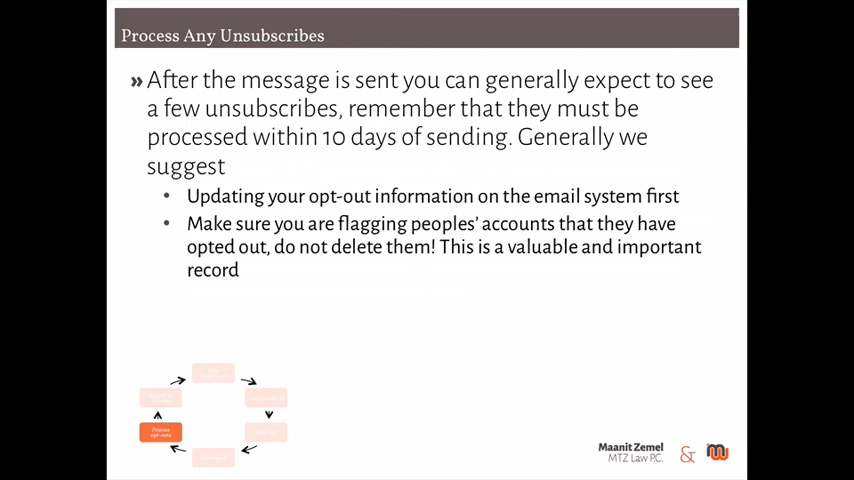 Process Any Unsubscribes
» After the message is sent you can generally expect to see
a few unsubscribes, remember that they must be
processed within 10 days of sending. Generally we
suggest
• Updating your opt-out information on the email system first
• Make sure you are flagging peoples’ accounts that they have
opted out, do not delete them! This is a valuable and important
record
Process
opt-outs
Maanit Zemel
MTZ Law P.C.
&